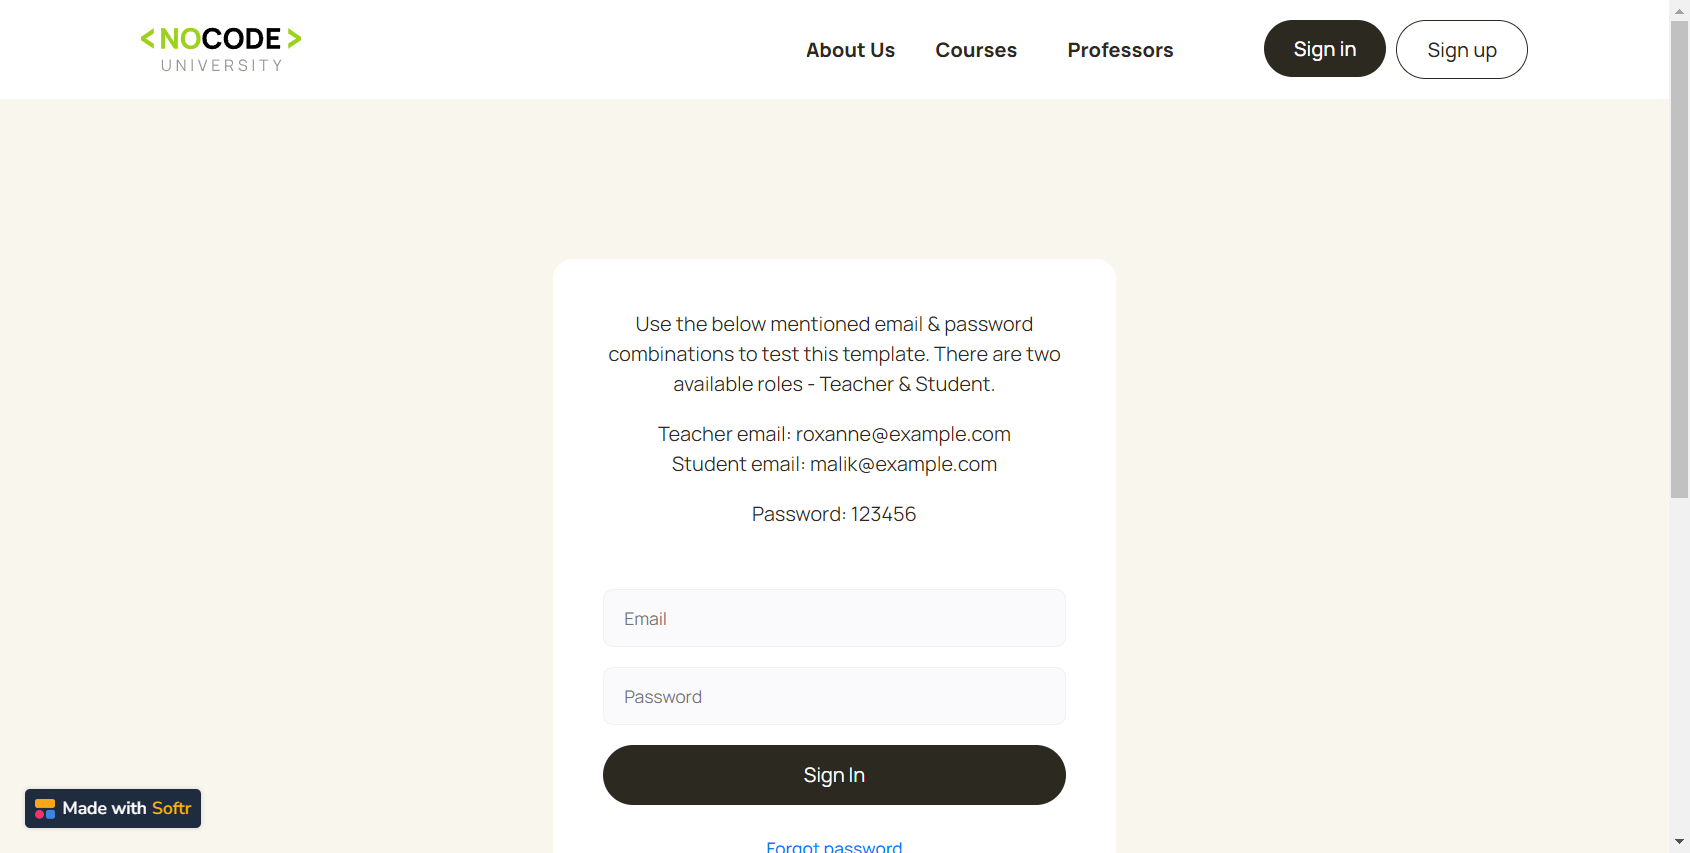 <NOCODE>
UNIVERSITY
About Us
Courses
Professors
Sign in
Sign up
Use the below mentioned email & password
combinations to test this template. There are two
available roles - Teacher & Student.
Teacher email: roxanne@example.com
Student email: malik@example.com
Password: 123456
Email
Password
Sign In
Forgot password
Made with Softr